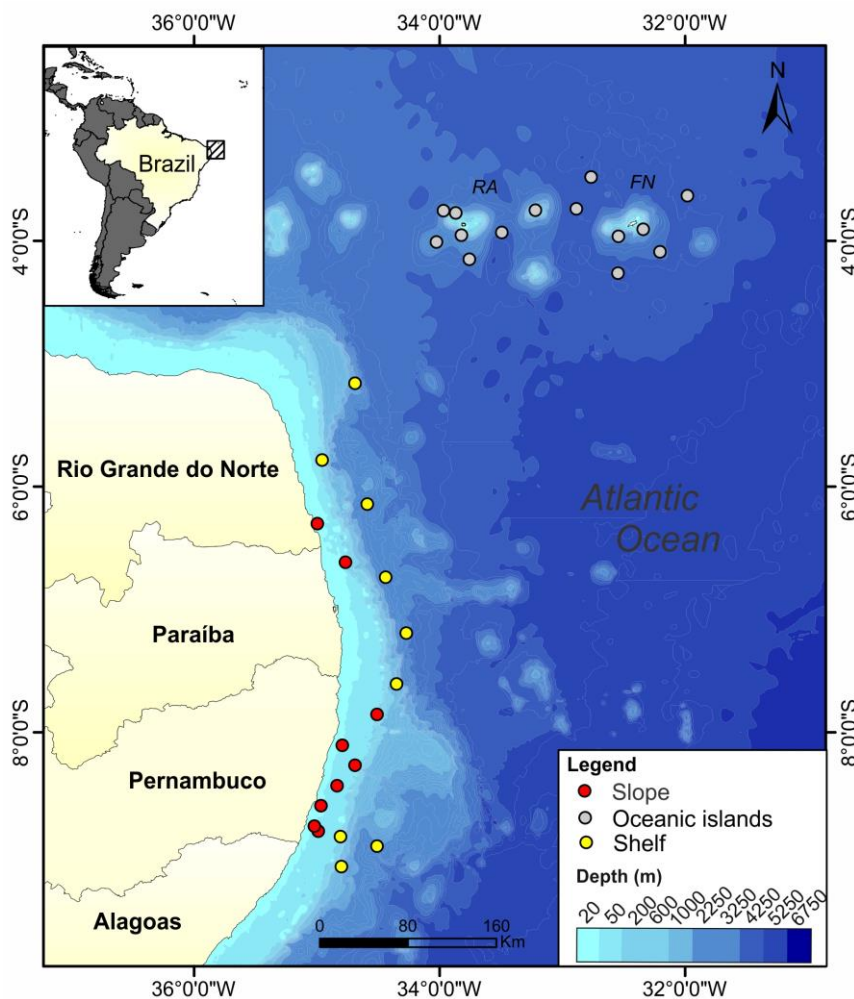 36°0'0"W
34°0'0"W
32°0'0"W
N
Brazil
RA
FN
4°0'0"S
4°0'0"S
Rio Grande do Norte
6°0'0"S
6°0'0"S
Atlantic
Ocean
Paraíba
8°0'0"S
8°0'0"S
Pernambuco
Legend
Slope
Oceanic islands
Shelf
Depth (m)
20 50 200 600 1000 2250 3250 4250 5250 6750
Alagoas
0 80 160
Km
36°0'0"W
34°0'0"W
32°0'0"W